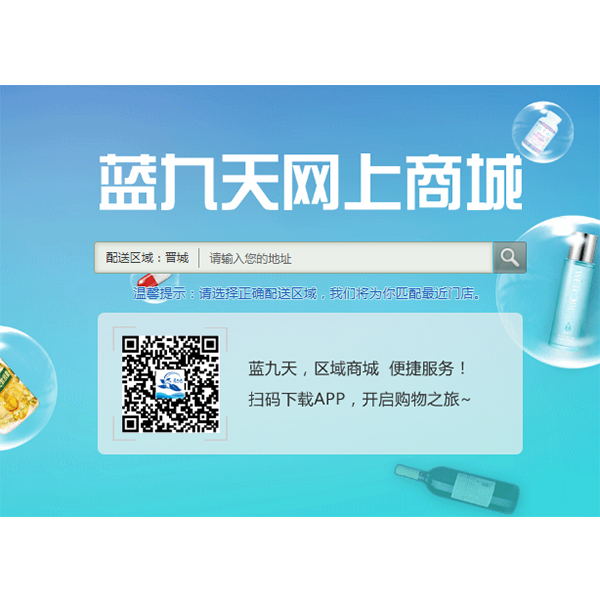 蓝九天网上商城
配送区域：晋城 请输入您的地址
温馨提示：请选择正确配送区域，我们将为你匹配最近门店。
蓝九天，区域商城 便捷服务！
扫码下载APP，开启购物之旅~